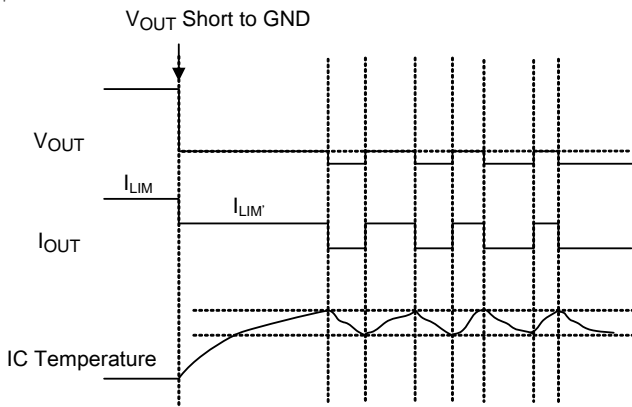 VOUT Short to GND
VOUT
ILIM
ILIM'
IOUT
IC Temperature